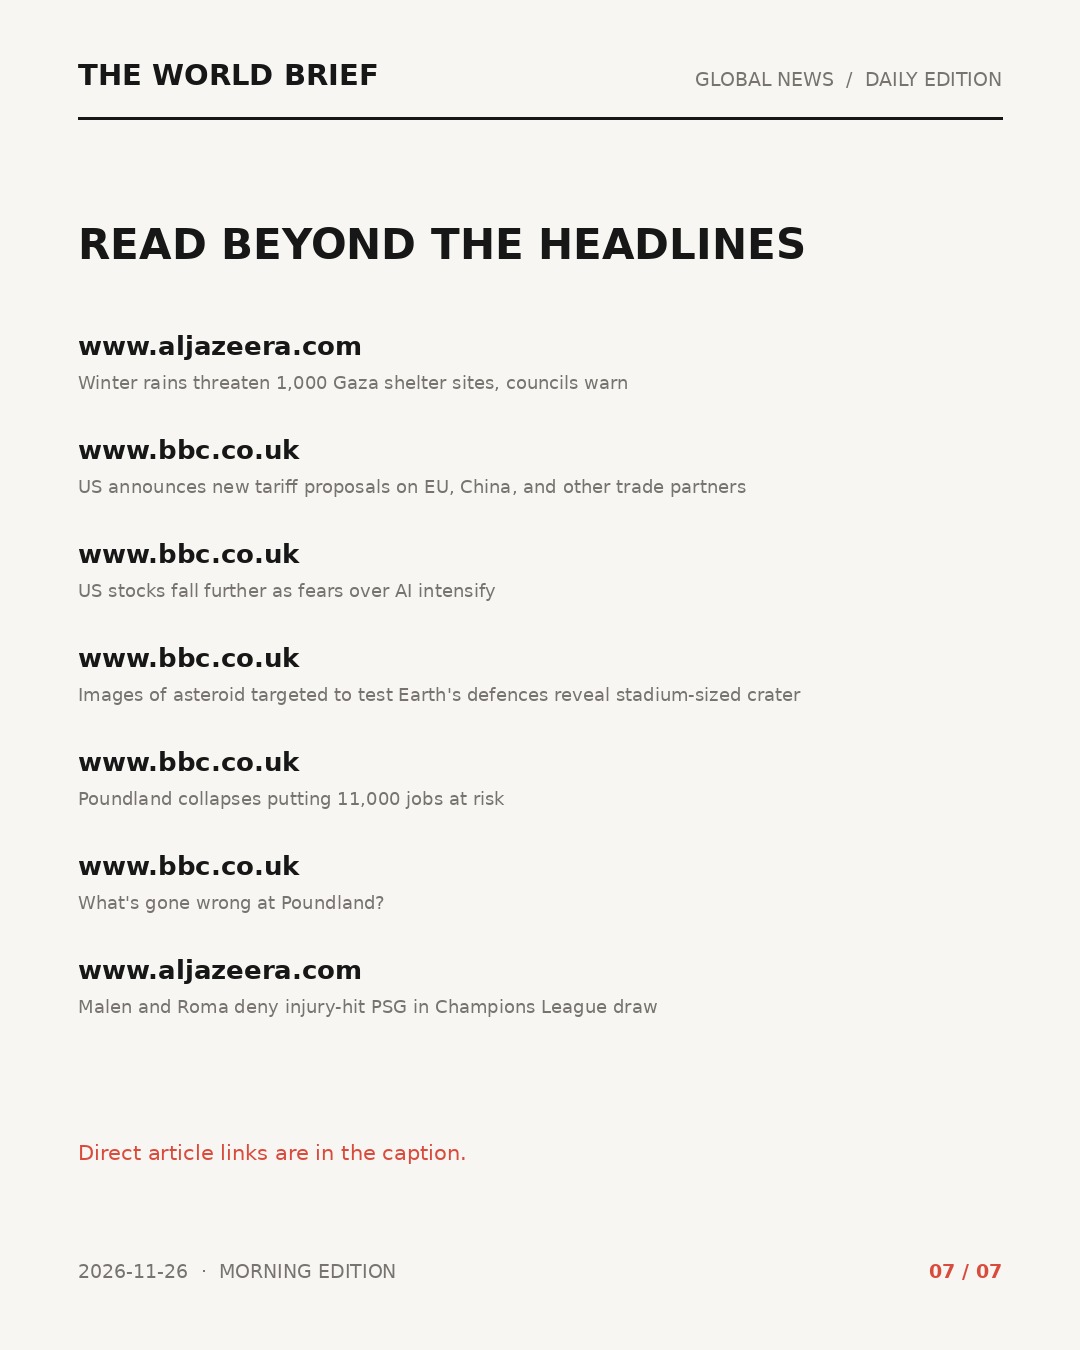 THE WORLD BRIEF
GLOBAL NEWS / DAILY EDITION
READ BEYOND THE HEADLINES
www.aljazeera.com
Winter rains threaten 1,000 Gaza shelter sites, councils warn
www.bbc.co.uk
US announces new tariff proposals on EU, China, and other trade partners
www.bbc.co.uk
US stocks fall further as fears over AI intensify
www.bbc.co.uk
Images of asteroid targeted to test Earth's defences reveal stadium-sized crater
www.bbc.co.uk
Poundland collapses putting 11,000 jobs at risk
www.bbc.co.uk
What's gone wrong at Poundland?
www.aljazeera.com
Malen and Roma deny injury-hit PSG in Champions League draw
Direct article links are in the caption.
2026-11-26 · MORNING EDITION
07 / 07